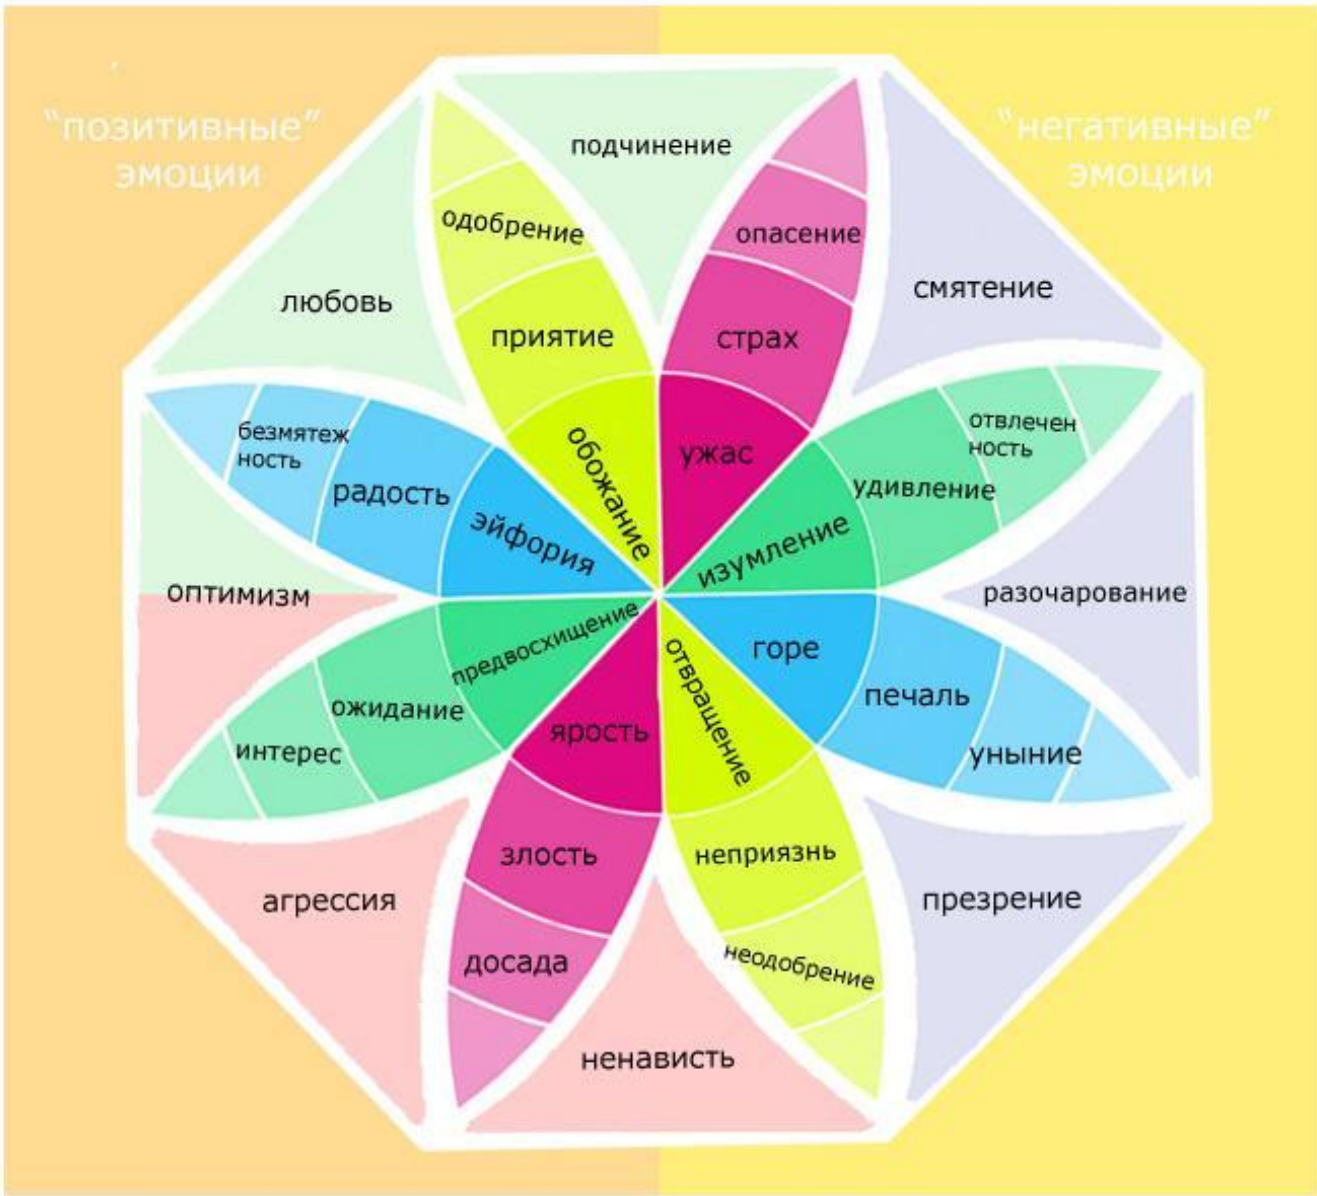 “позитивные”
эмоции
“негативные”
эмоции
подчинение
одобрение
опасение
любовь
смятение
приятие
страх
безмятеж
ность
радость
эйфория
обожание
ужас
изумление
удивление
отвлечен
ность
оптимизм
разочарование
предвосхищение
ожидание
интерес
ярость
отвращение
горе
печаль
уныние
агрессия
злость
досада
неприязнь
неодобрение
презрение
ненависть